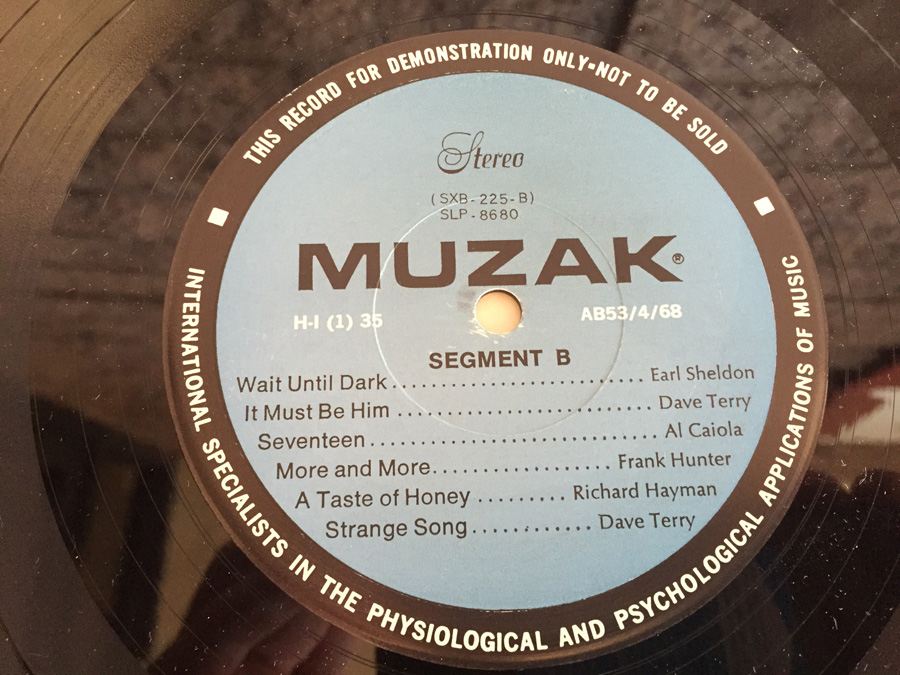 THIS RECORD FOR DEMONSTRATION ONLY-NOT TO BE SOLD
Stereo
(SXB-225-B)
SLP-8680
MUZAK®
H-I (1) 35 AB53/4/68
SEGMENT B
Wait Until Dark............................Earl Sheldon
It Must Be Him............................Dave Terry
Seventeen................................Al Caiola
More and More...................Frank Hunter
A Taste of Honey.........Richard Hayman
Strange Song.............Dave Terry
INTERNATIONAL SPECIALISTS IN THE PHYSIOLOGICAL AND PSYCHOLOGICAL APPLICATIONS OF MUSIC